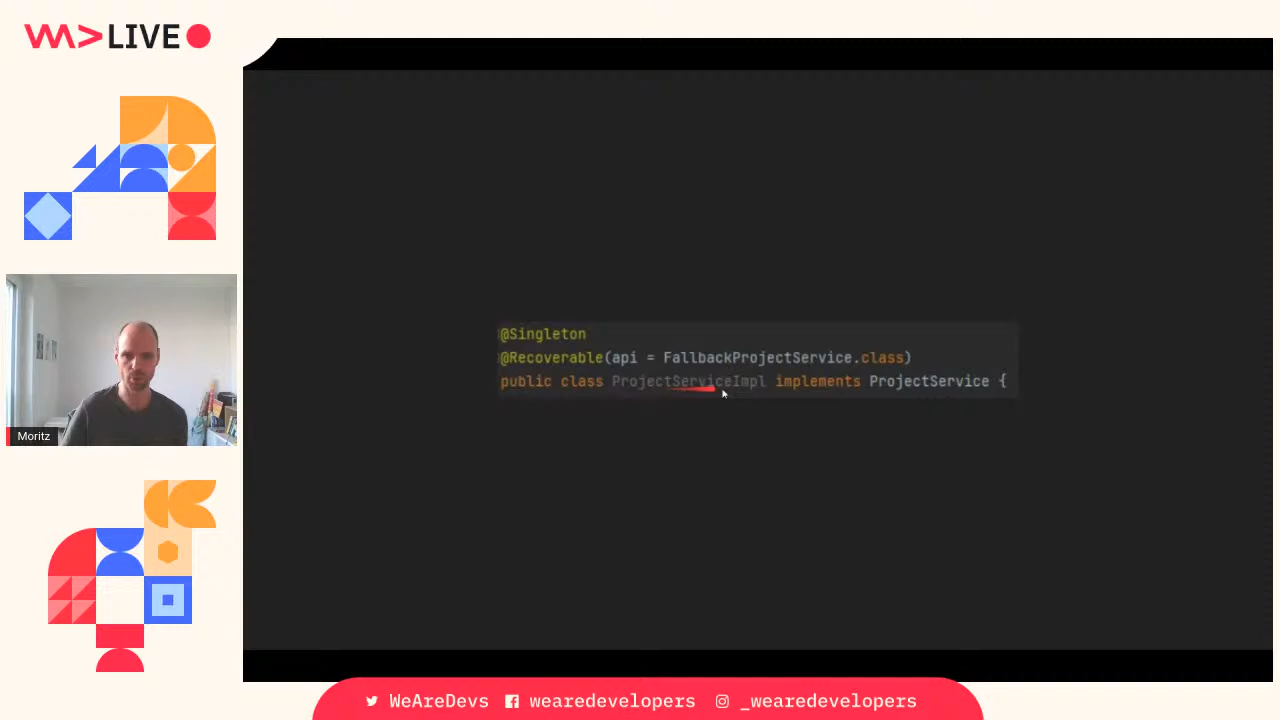 LIVE
@Singleton
@Recoverable(api = FallbackProjectService.class)
public class ProjectServiceImpl implements ProjectService {
Moritz
WeAreDevs wearedevelopers _wearedevelopers